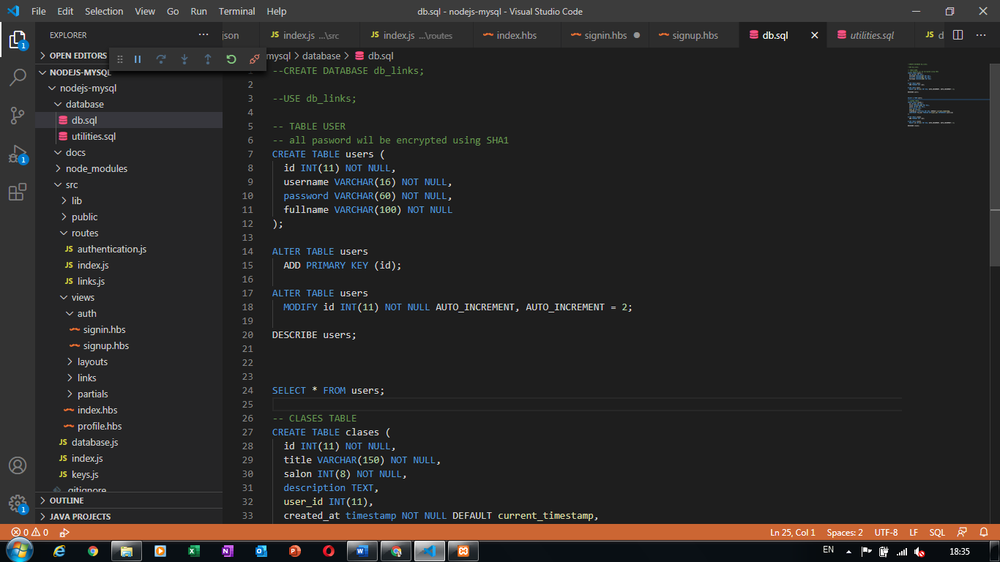 File Edit Selection View Go Run Terminal Help db.sql - nodejs-mysql - Visual Studio Code
EXPLORER
json
JS index.js ...\src
JS index.js ...\routes
index.hbs
signin.hbs
signup.hbs
db.sql
utilities.sql
JS d
OPEN EDITORS
mysql > database > db.sql
NODEJS-MYSQL
nodejs-mysql
database
db.sql
utilities.sql
docs
node_modules
src
lib
public
routes
JS authentication.js
JS index.js
JS links.js
views
auth
signin.hbs
signup.hbs
layouts
links
partials
index.hbs
profile.hbs
JS database.js
JS index.js
JS keys.js
.gitignore
OUTLINE
JAVA PROJECTS
1
1
1
--CREATE DATABASE db_links;
2
3 --USE db_links;
4
5 -- TABLE USER
6 -- all pasword wil be encrypted using SHA1
7 CREATE TABLE users (
8 id INT(11) NOT NULL,
9 username VARCHAR(16) NOT NULL,
10 password VARCHAR(60) NOT NULL,
11 fullname VARCHAR(100) NOT NULL
12 );
13
14 ALTER TABLE users
15 ADD PRIMARY KEY (id);
16
17 ALTER TABLE users
18 MODIFY id INT(11) NOT NULL AUTO_INCREMENT, AUTO_INCREMENT = 2;
19
20 DESCRIBE users;
21
22
23
24 SELECT * FROM users;
25
26 -- CLASES TABLE
27 CREATE TABLE clases (
28 id INT(11) NOT NULL,
29 title VARCHAR(150) NOT NULL,
30 salon INT(8) NOT NULL,
31 description TEXT,
32 user_id INT(11),
33 created_at timestamp NOT NULL DEFAULT current_timestamp,
0 0
Ln 25, Col 1 Spaces: 2 UTF-8 LF SQL
EN 18:35